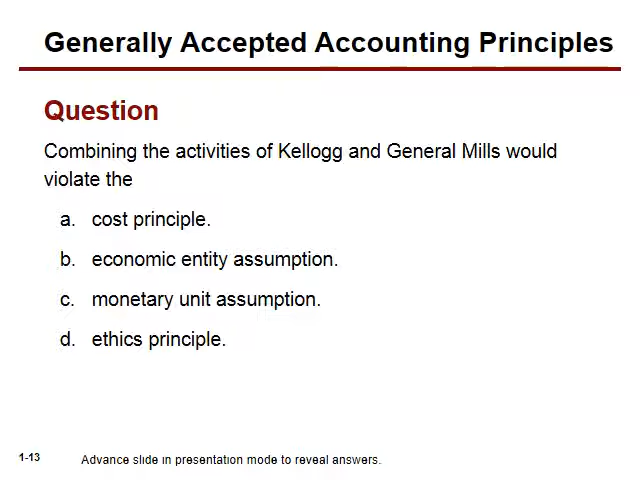 Generally Accepted Accounting Principles
Question
Combining the activities of Kellogg and General Mills would
violate the
a. cost principle.
b. economic entity assumption.
c. monetary unit assumption.
d. ethics principle.
1-13 Advance slide in presentation mode to reveal answers.